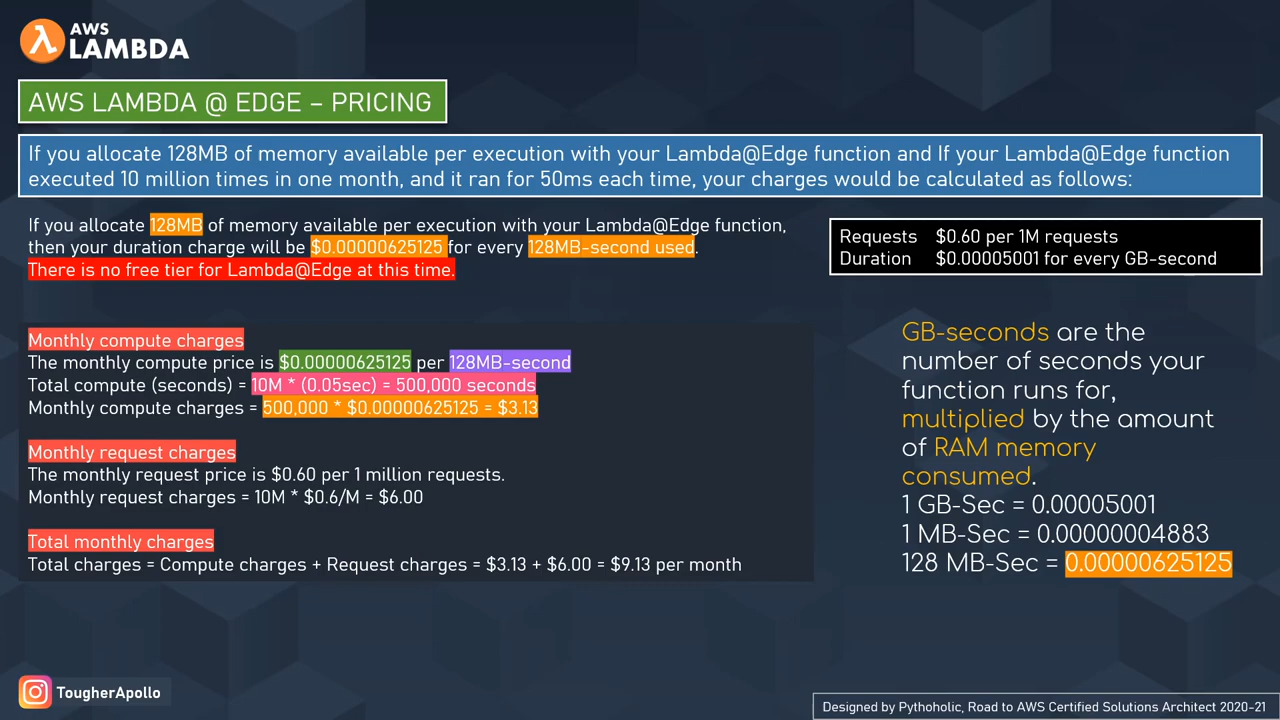 AWS
LAMBDA
AWS LAMBDA @ EDGE – PRICING
If you allocate 128MB of memory available per execution with your Lambda@Edge function and If your Lambda@Edge function
executed 10 million times in one month, and it ran for 50ms each time, your charges would be calculated as follows:
If you allocate 128MB of memory available per execution with your Lambda@Edge function,
then your duration charge will be $0.00000625125 for every 128MB-second used.
There is no free tier for Lambda@Edge at this time.
Requests $0.60 per 1M requests
Duration $0.00005001 for every GB-second
Monthly compute charges
The monthly compute price is $0.00000625125 per 128MB-second
Total compute (seconds) = 10M * (0.05sec) = 500,000 seconds
Monthly compute charges = 500,000 * $0.00000625125 = $3.13
Monthly request charges
The monthly request price is $0.60 per 1 million requests.
Monthly request charges = 10M * $0.6/M = $6.00
Total monthly charges
Total charges = Compute charges + Request charges = $3.13 + $6.00 = $9.13 per month
GB-seconds are the
number of seconds your
function runs for,
multiplied by the amount
of RAM memory
consumed.
1 GB-Sec = 0.00005001
1 MB-Sec = 0.00000004883
128 MB-Sec = 0.00000625125
TougherApollo
Designed by Pythoholic, Road to AWS Certified Solutions Architect 2020-21